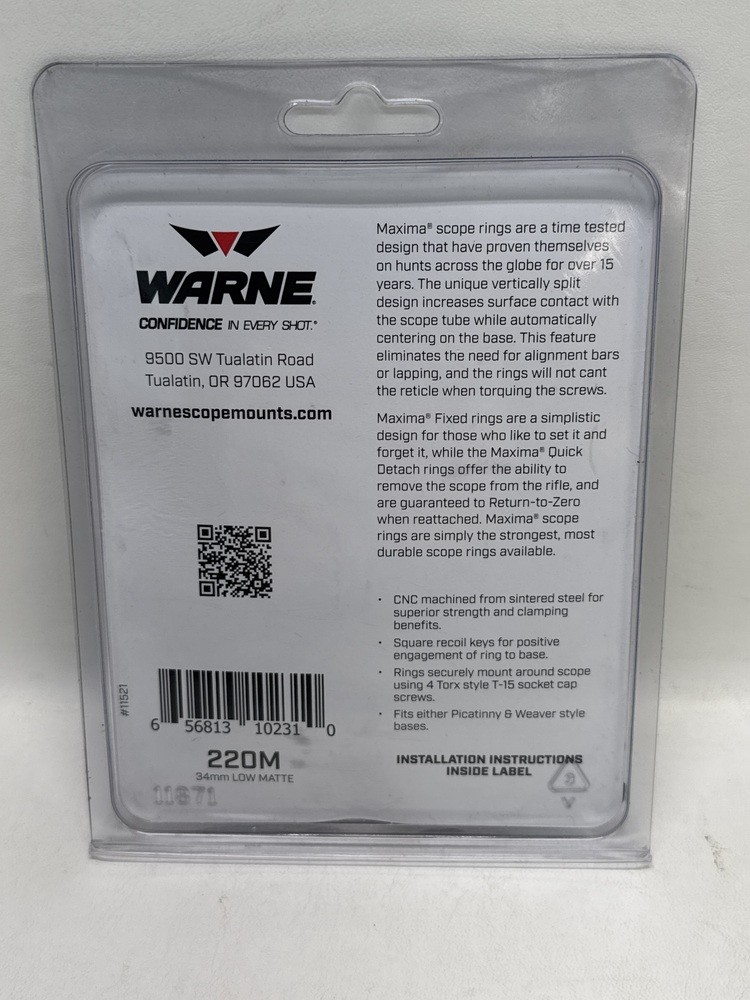 WARNE®
CONFIDENCE IN EVERY SHOT.®
9500 SW Tualatin Road
Tualatin, OR 97062 USA
warnescopemounts.com
#11521
6 56813 10231 0
220M
34mm LOW MATTE
11871
Maxima® scope rings are a time tested
design that have proven themselves
on hunts across the globe for over 15
years. The unique vertically split
design increases surface contact with
the scope tube while automatically
centering on the base. This feature
eliminates the need for alignment bars
or lapping, and the rings will not cant
the reticle when torquing the screws.
Maxima® Fixed rings are a simplistic
design for those who like to set it and
forget it, while the Maxima® Quick
Detach rings offer the ability to
remove the scope from the rifle, and
are guaranteed to Return-to-Zero
when reattached. Maxima® scope
rings are simply the strongest, most
durable scope rings available.
• CNC machined from sintered steel for
superior strength and clamping
benefits.
• Square recoil keys for positive
engagement of ring to base.
• Rings securely mount around scope
using 4 Torx style T-15 socket cap
screws.
• Fits either Picatinny & Weaver style
bases.
INSTALLATION INSTRUCTIONS
INSIDE LABEL